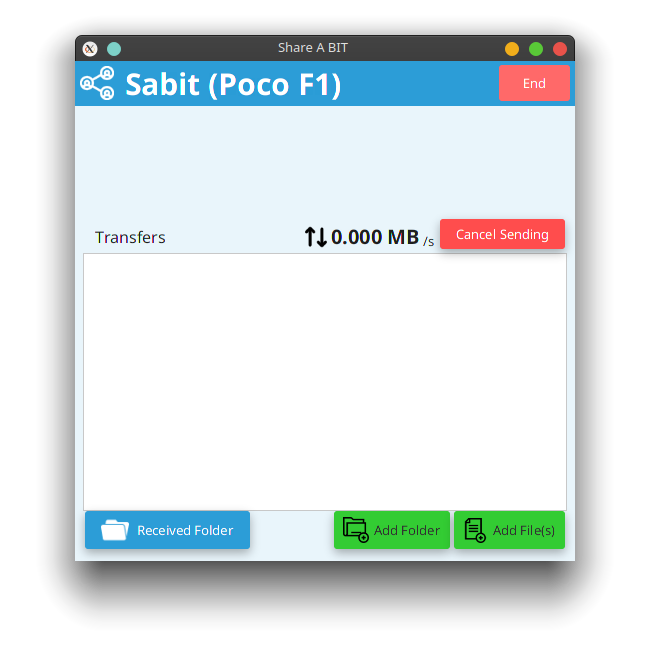 Share A BIT
Sabit (Poco F1)
End
Transfers
0.000 MB /s
Cancel Sending
Received Folder
Add Folder
Add File(s)